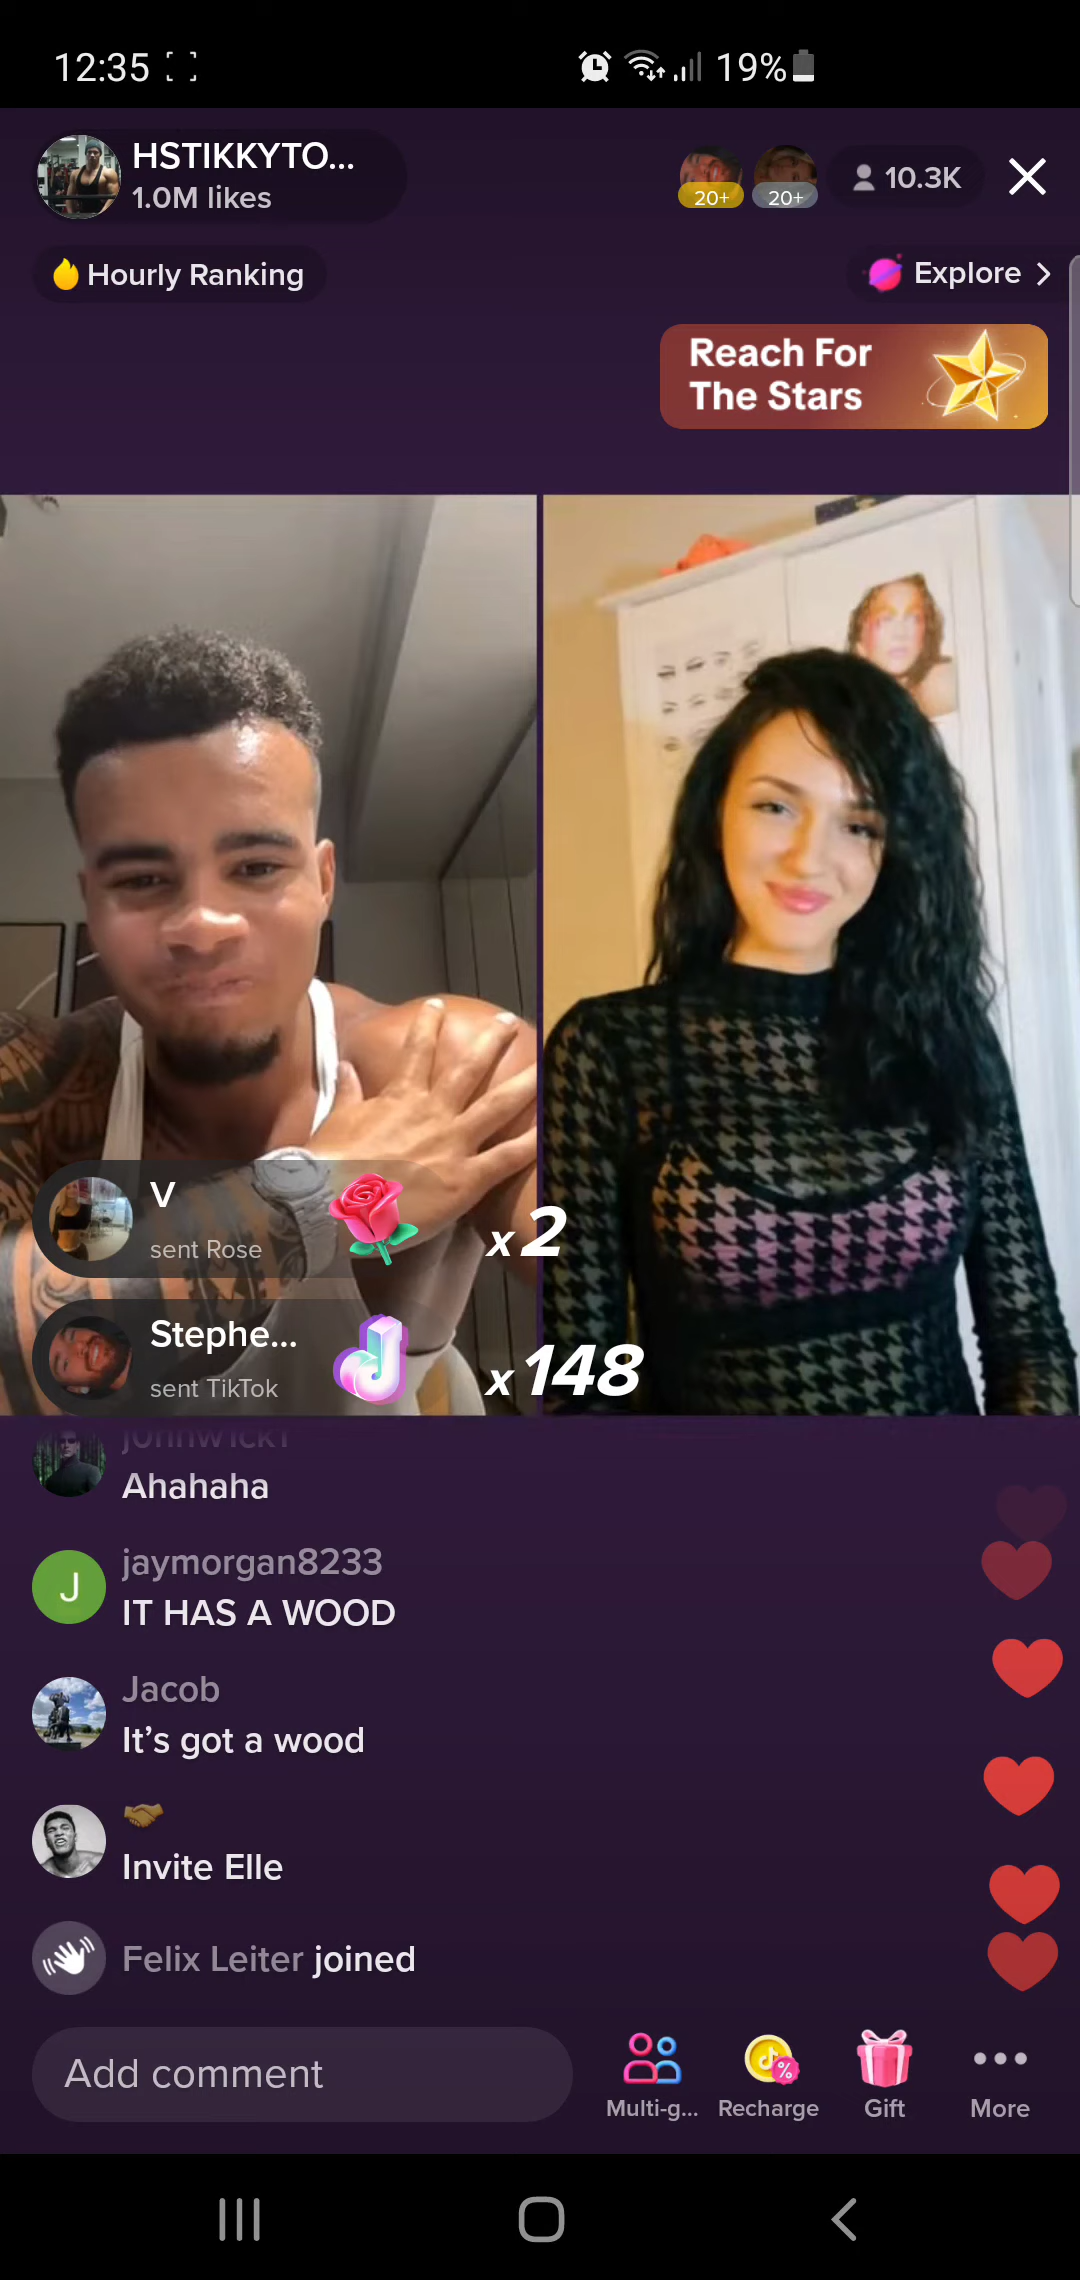 12:35
19%
HSTIKKYTO...
1.0M likes
20+
20+
10.3K
Hourly Ranking
Explore
Reach For
The Stars
V
sent Rose
x2
Stephe...
sent TikTok
x148
johnwick1
Ahahaha
J
jaymorgan8233
IT HAS A WOOD
Jacob
It’s got a wood
Invite Elle
Felix Leiter joined
Add comment
Multi-g...
Recharge
Gift
More